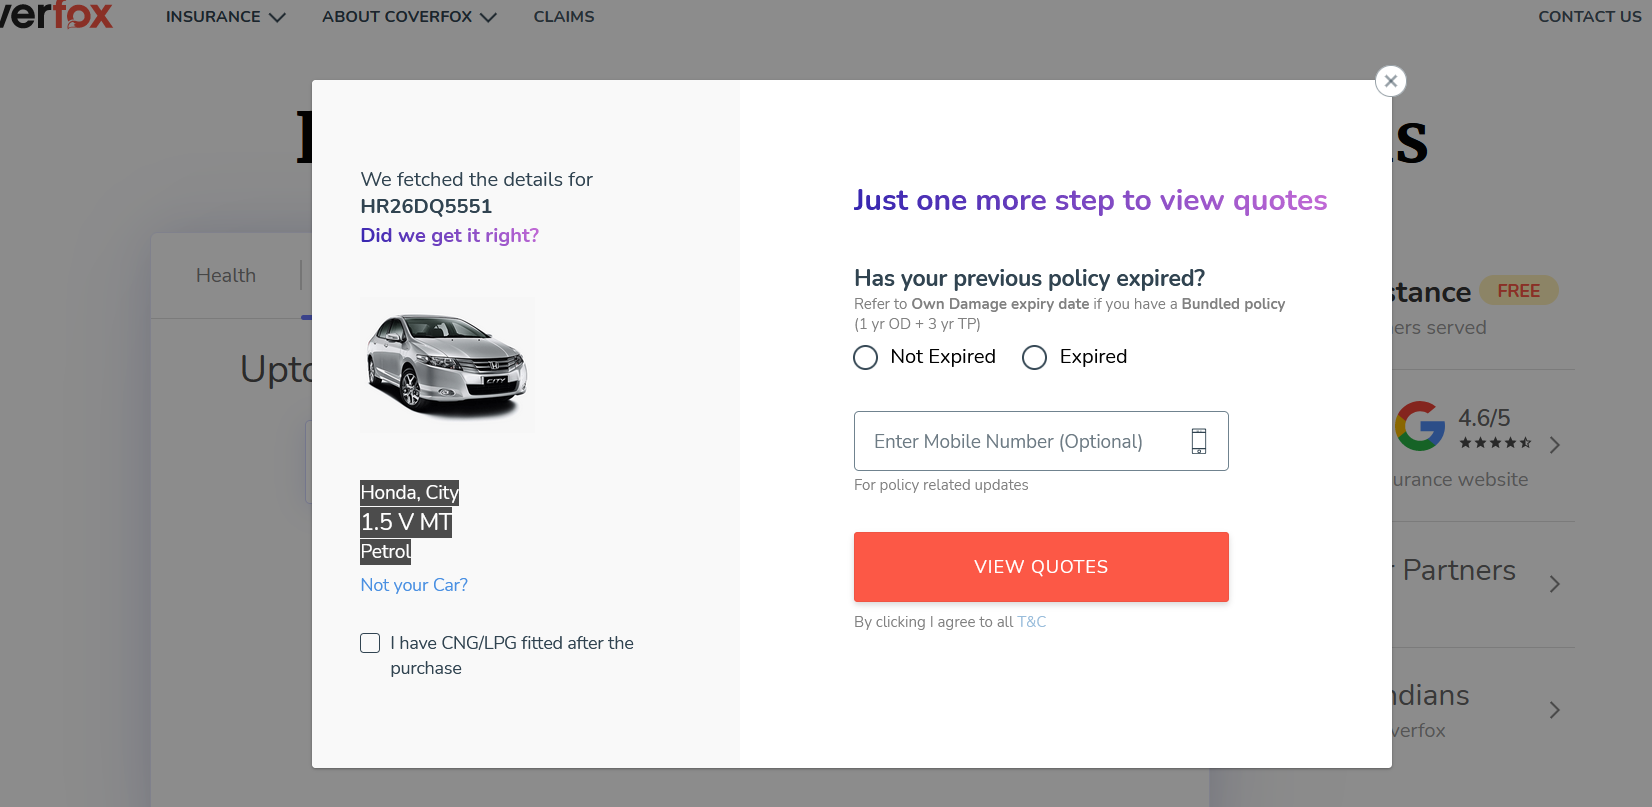 verfox
INSURANCE
ABOUT COVERFOX
CLAIMS
CONTACT US
We fetched the details for
HR26DQ5551
Did we get it right?
CITY
Honda, City
1.5 V MT
Petrol
Not your Car?
I have CNG/LPG fitted after the
purchase
Just one more step to view quotes
Has your previous policy expired?
Refer to Own Damage expiry date if you have a Bundled policy
(1 yr OD + 3 yr TP)
Not Expired
Expired
Enter Mobile Number (Optional)
For policy related updates
VIEW QUOTES
By clicking I agree to all T&C
Health
Upto
s
stance FREE
ers served
4.6/5
urance website
r Partners
ndians
verfox